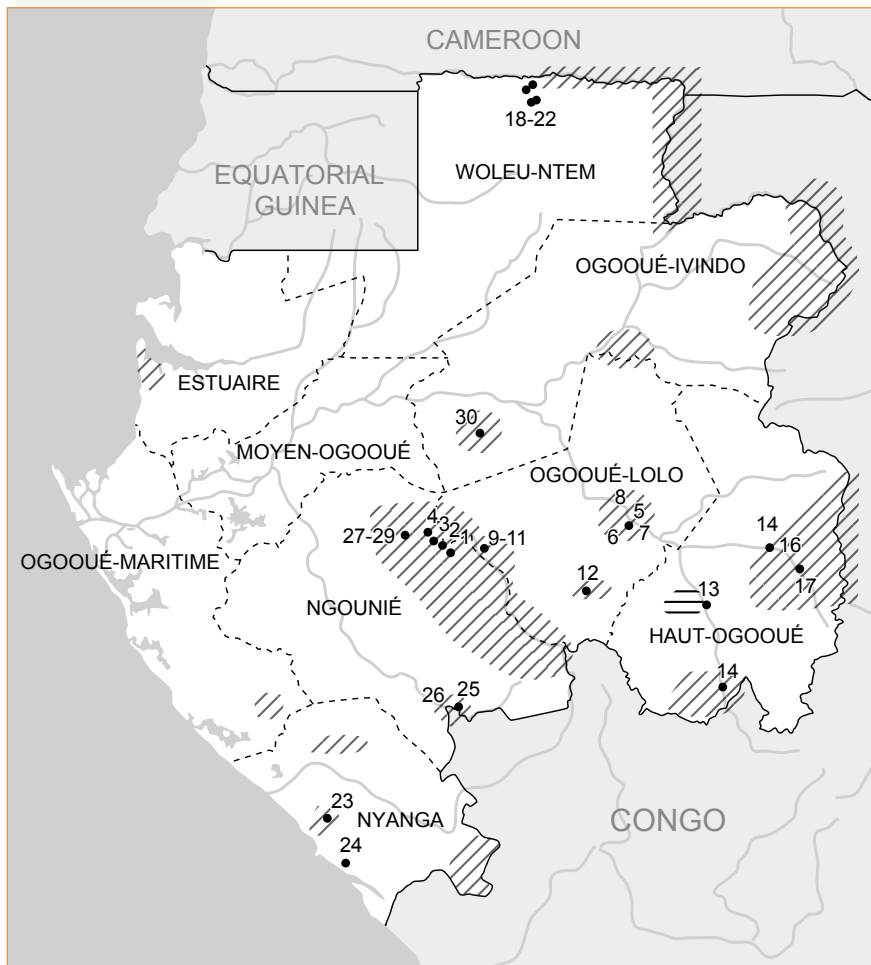 CAMEROON
18-22
EQUATORIAL
GUINEA
WOLEU-NTEM
OGOOUÉ-IVINDO
ESTUAIRE
30
MOYEN-OGOOUÉ
OGOOUÉ-LOLO
8
5
6
7
4
3
2
1
27-29
9-11
14
16
17
OGOOUÉ-MARITIME
12
13
NGOUNIÉ
HAUT-OGOOUÉ
14
26
25
23
NYANGA
CONGO
24